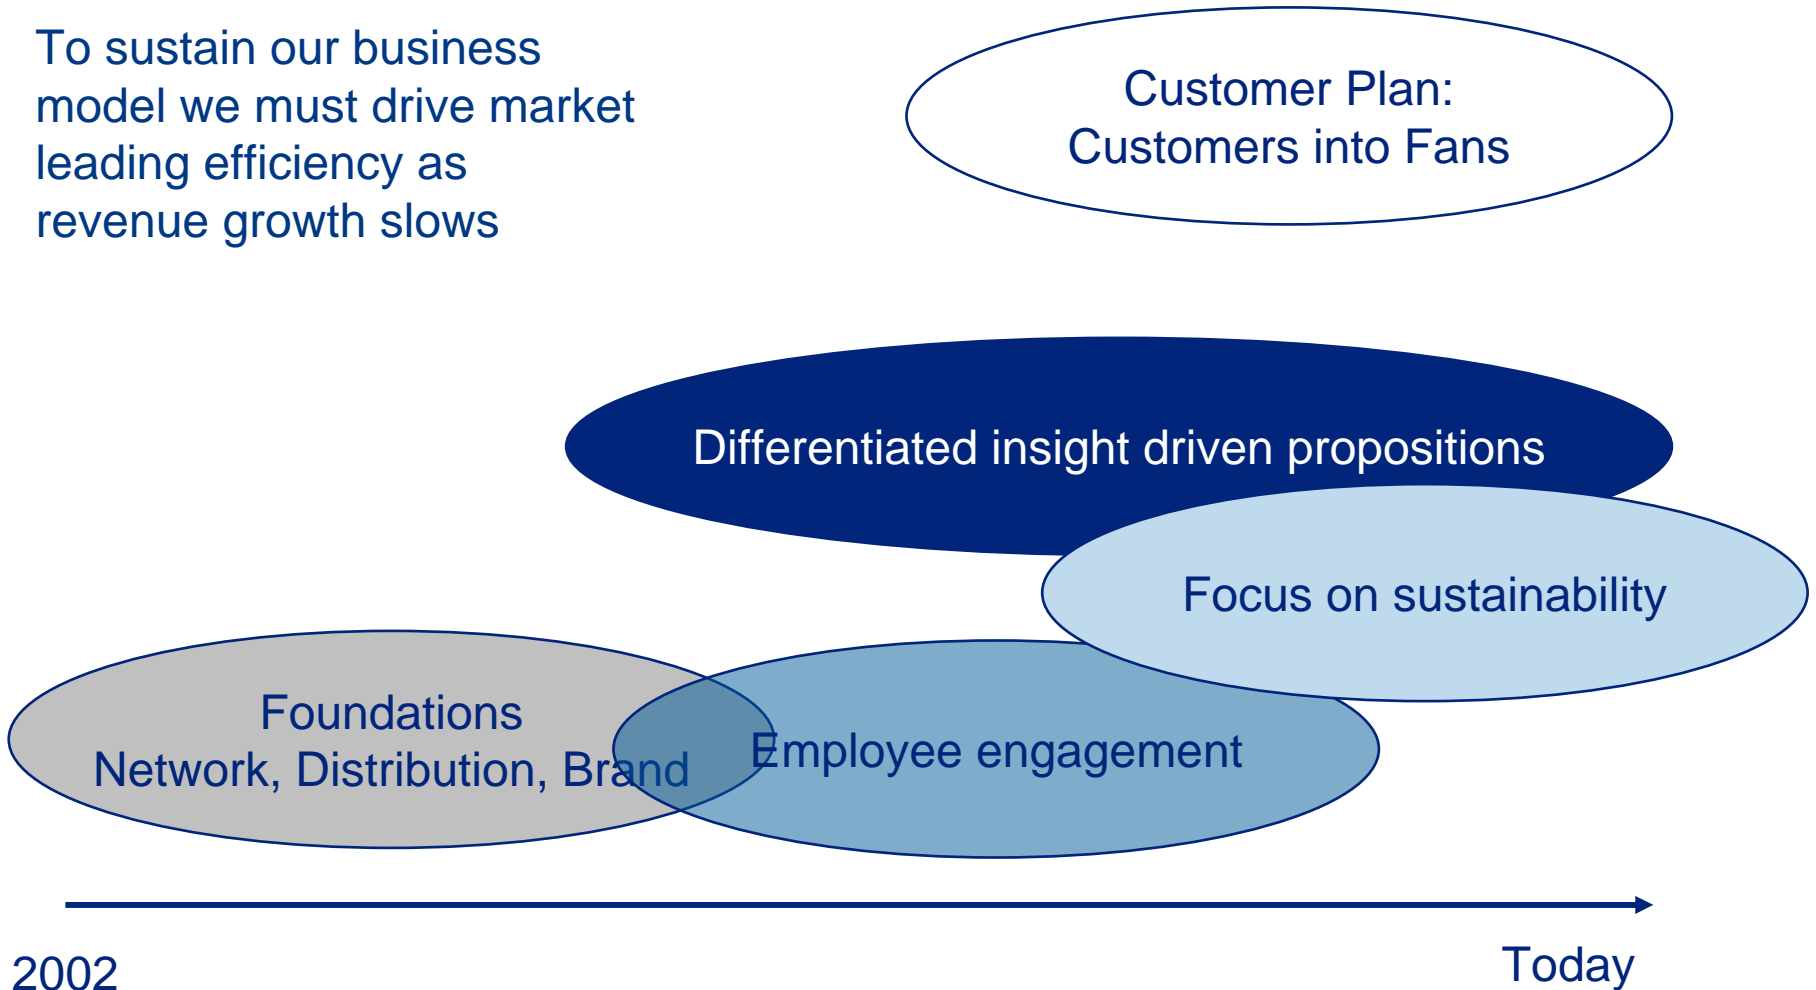 To sustain our business
model we must drive market
leading efficiency as
revenue growth slows
Customer Plan:
Customers into Fans
Differentiated insight driven propositions
Focus on sustainability
Foundations
Network, Distribution, Brand
Employee engagement
2002
Today